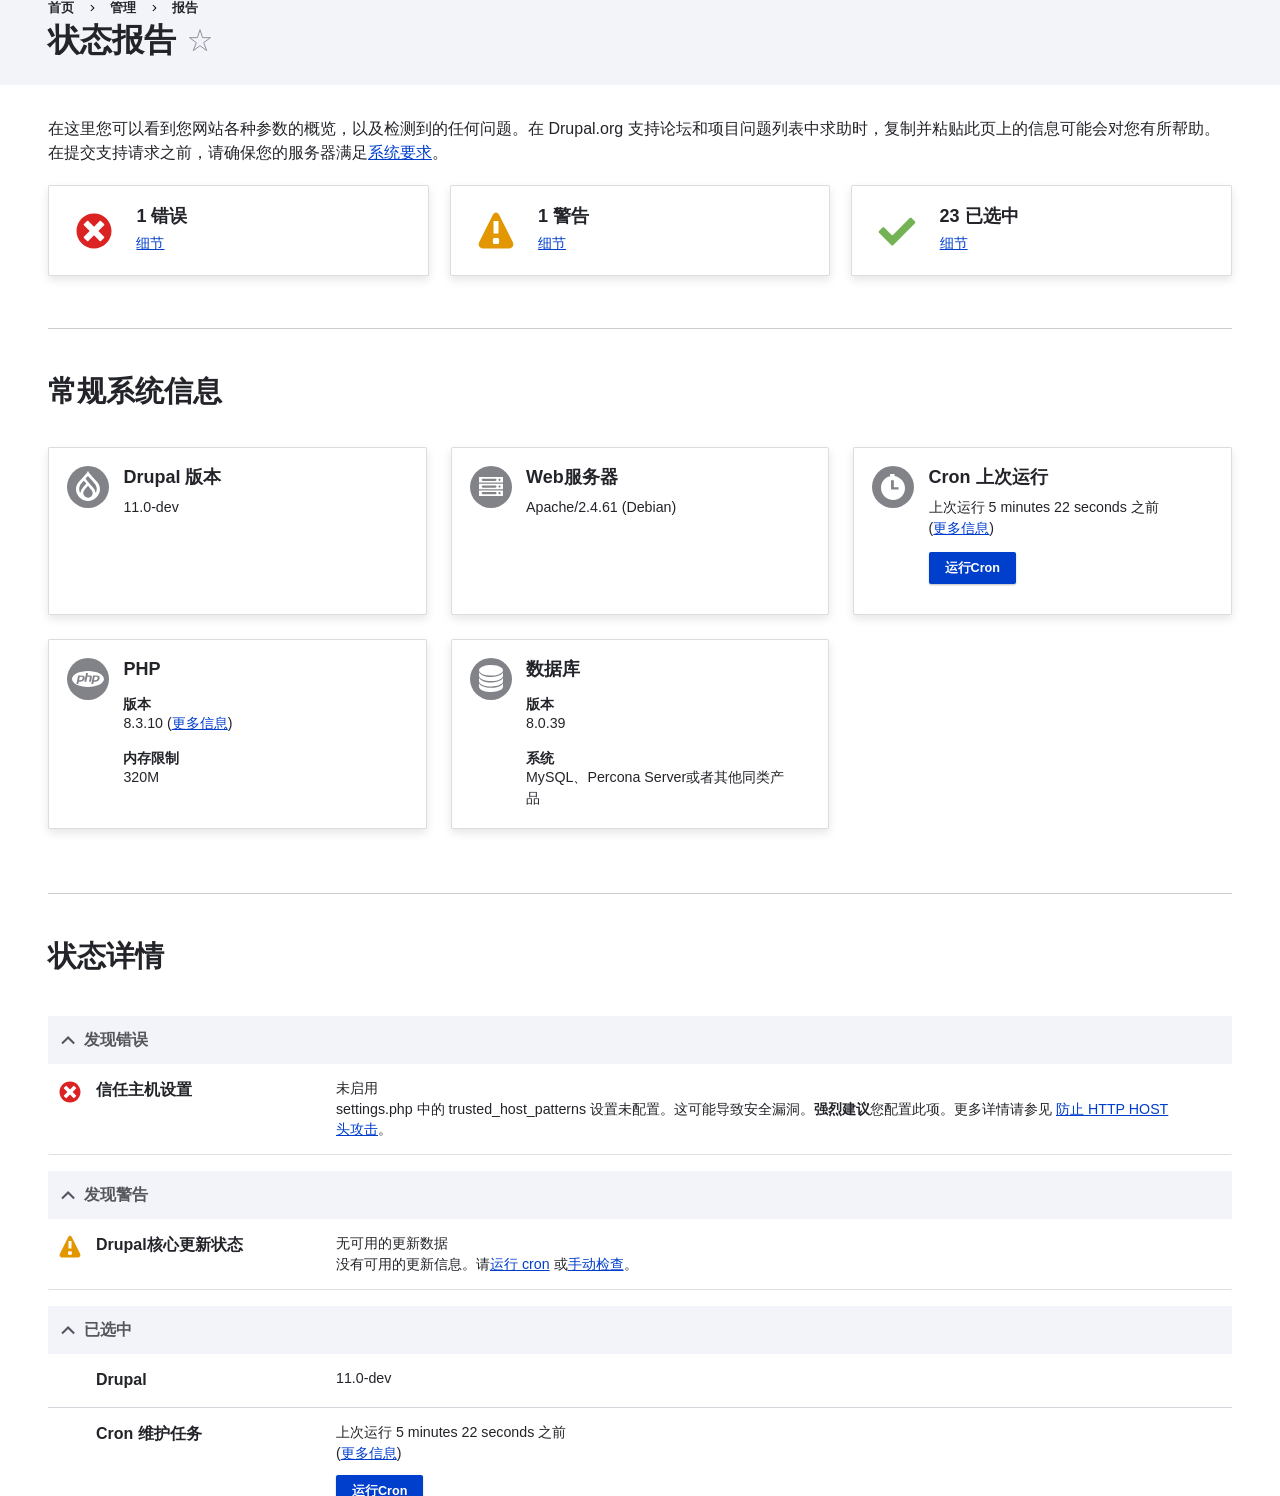 首页 › 管理 › 报告
状态报告
在这里您可以看到您网站各种参数的概览，以及检测到的任何问题。在 Drupal.org 支持论坛和项目问题列表中求助时，复制并粘贴此页上的信息可能会对您有所帮助。
在提交支持请求之前，请确保您的服务器满足系统要求。
1 错误
细节
1 警告
细节
23 已选中
细节
常规系统信息
Drupal 版本
11.0-dev
Web服务器
Apache/2.4.61 (Debian)
Cron 上次运行
上次运行 5 minutes 22 seconds 之前
(更多信息)
运行Cron
PHP
版本
8.3.10 (更多信息)
内存限制
320M
数据库
版本
8.0.39
系统
MySQL、Percona Server或者其他同类产
品
状态详情
发现错误
信任主机设置
未启用
settings.php 中的 trusted_host_patterns 设置未配置。这可能导致安全漏洞。强烈建议您配置此项。更多详情请参见 防止 HTTP HOST
头攻击。
发现警告
Drupal核心更新状态
无可用的更新数据
没有可用的更新信息。请运行 cron 或手动检查。
已选中
Drupal
11.0-dev
Cron 维护任务
上次运行 5 minutes 22 seconds 之前
(更多信息)
运行Cron